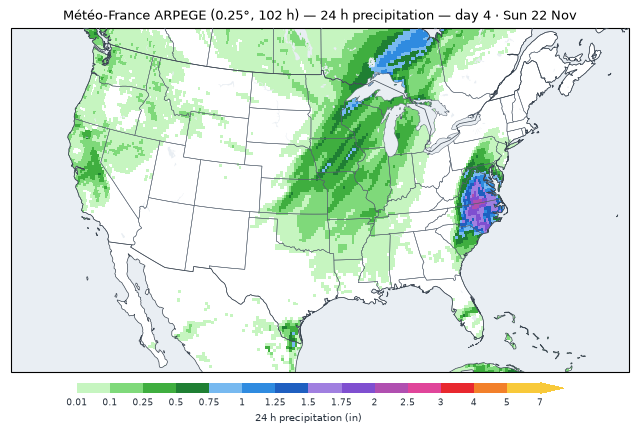 Météo-France ARPEGE (0.25°, 102 h) — 24 h precipitation — day 4 · Sun 22 Nov
0.01 0.1 0.25 0.5 0.75 1 1.25 1.5 1.75 2 2.5 3 4 5 7
24 h precipitation (in)